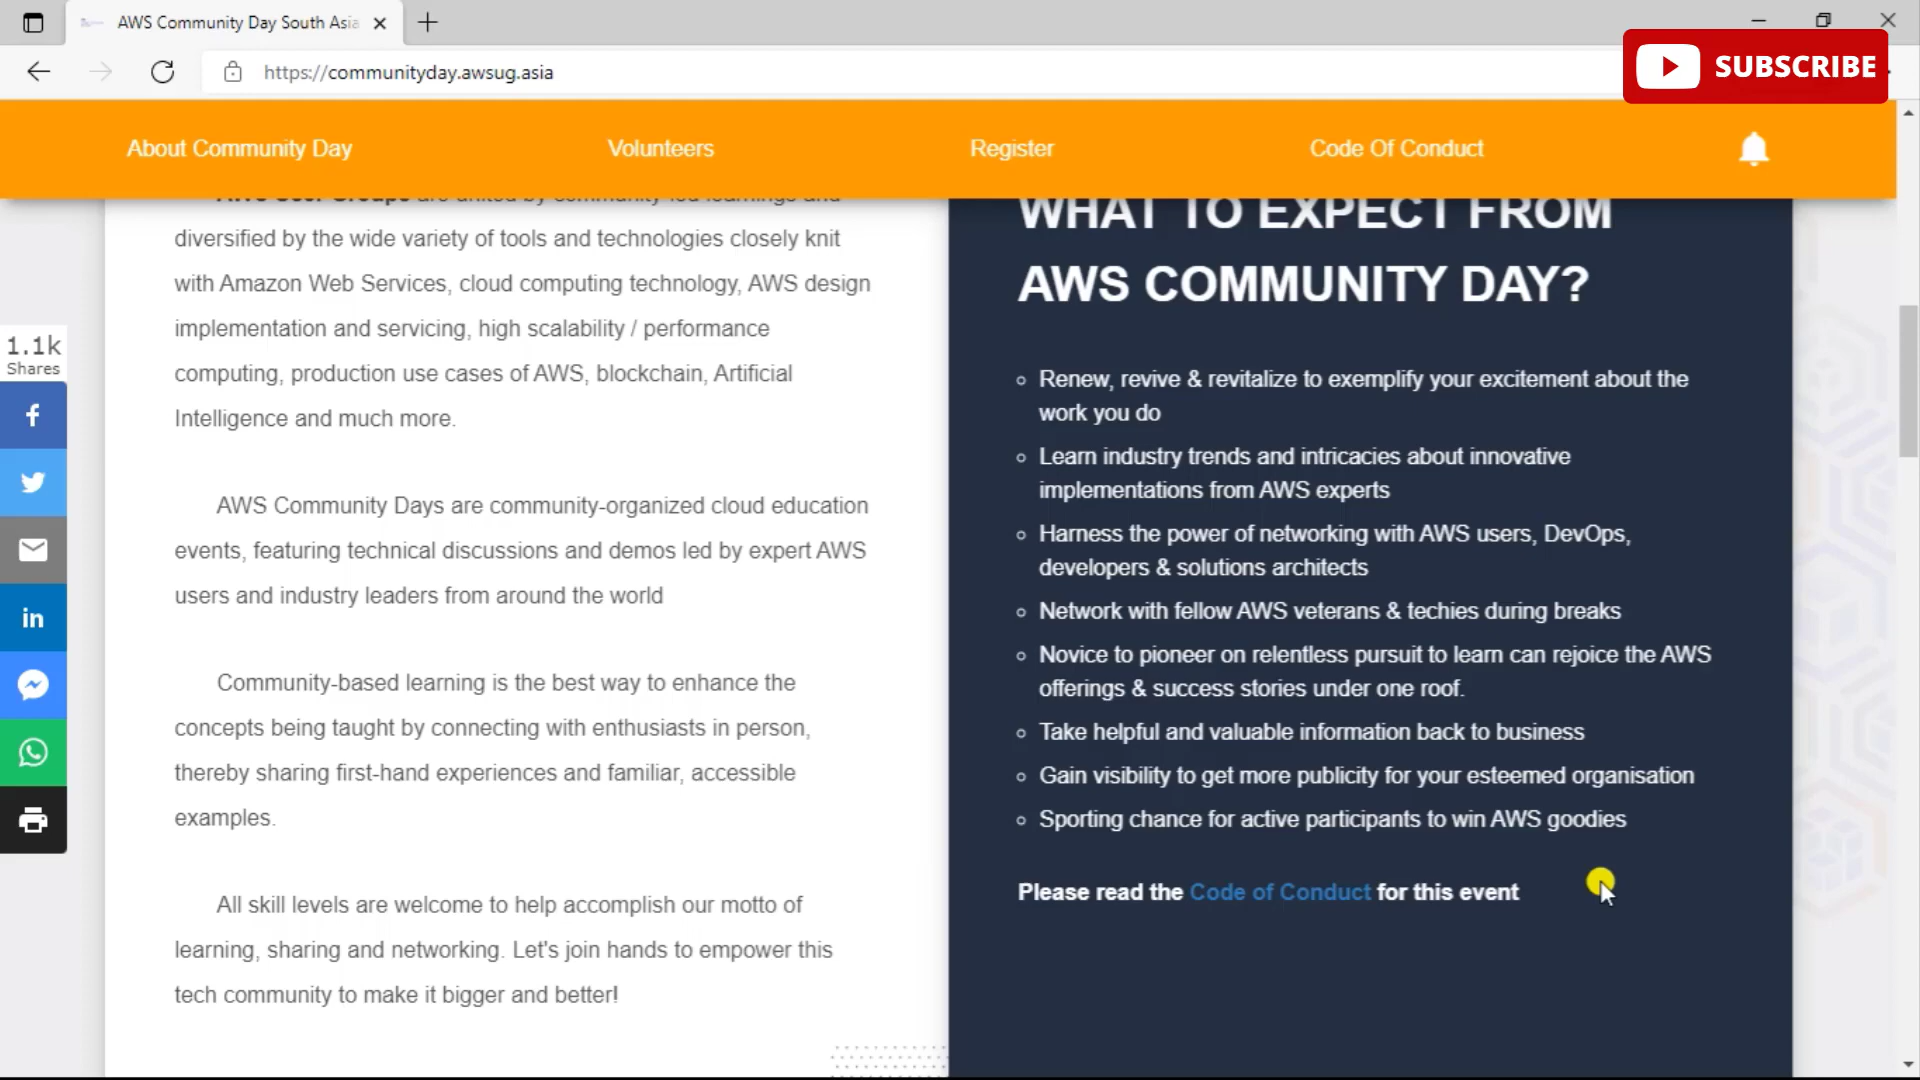 AWS Community Day South Asia
https://communityday.awsug.asia
SUBSCRIBE
About Community Day
Volunteers
Register
Code Of Conduct
AWS User Groups are united by community-led learnings and
diversified by the wide variety of tools and technologies closely knit
with Amazon Web Services, cloud computing technology, AWS design
implementation and servicing, high scalability / performance
computing, production use cases of AWS, blockchain, Artificial
Intelligence and much more.
AWS Community Days are community-organized cloud education
events, featuring technical discussions and demos led by expert AWS
users and industry leaders from around the world
Community-based learning is the best way to enhance the
concepts being taught by connecting with enthusiasts in person,
thereby sharing first-hand experiences and familiar, accessible
examples.
All skill levels are welcome to help accomplish our motto of
learning, sharing and networking. Let's join hands to empower this
tech community to make it bigger and better!
WHAT TO EXPECT FROM
AWS COMMUNITY DAY?
Renew, revive & revitalize to exemplify your excitement about the
work you do
Learn industry trends and intricacies about innovative
implementations from AWS experts
Harness the power of networking with AWS users, DevOps,
developers & solutions architects
Network with fellow AWS veterans & techies during breaks
Novice to pioneer on relentless pursuit to learn can rejoice the AWS
offerings & success stories under one roof.
Take helpful and valuable information back to business
Gain visibility to get more publicity for your esteemed organisation
Sporting chance for active participants to win AWS goodies
Please read the Code of Conduct for this event
1.1k
Shares
f
in